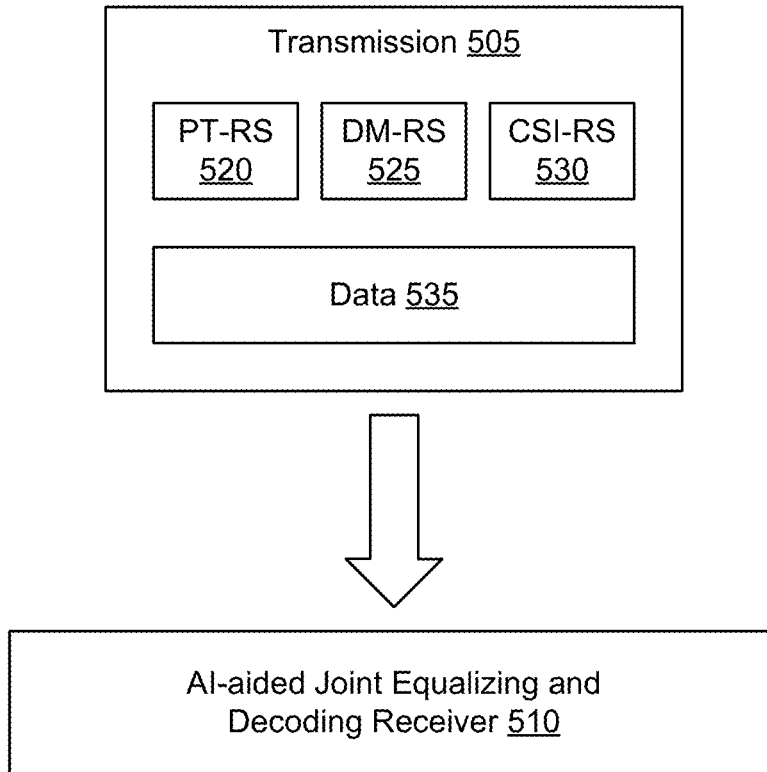 Transmission 505
PT-RS
520
DM-RS
525
CSI-RS
530
Data 535
AI-aided Joint Equalizing and
Decoding Receiver 510